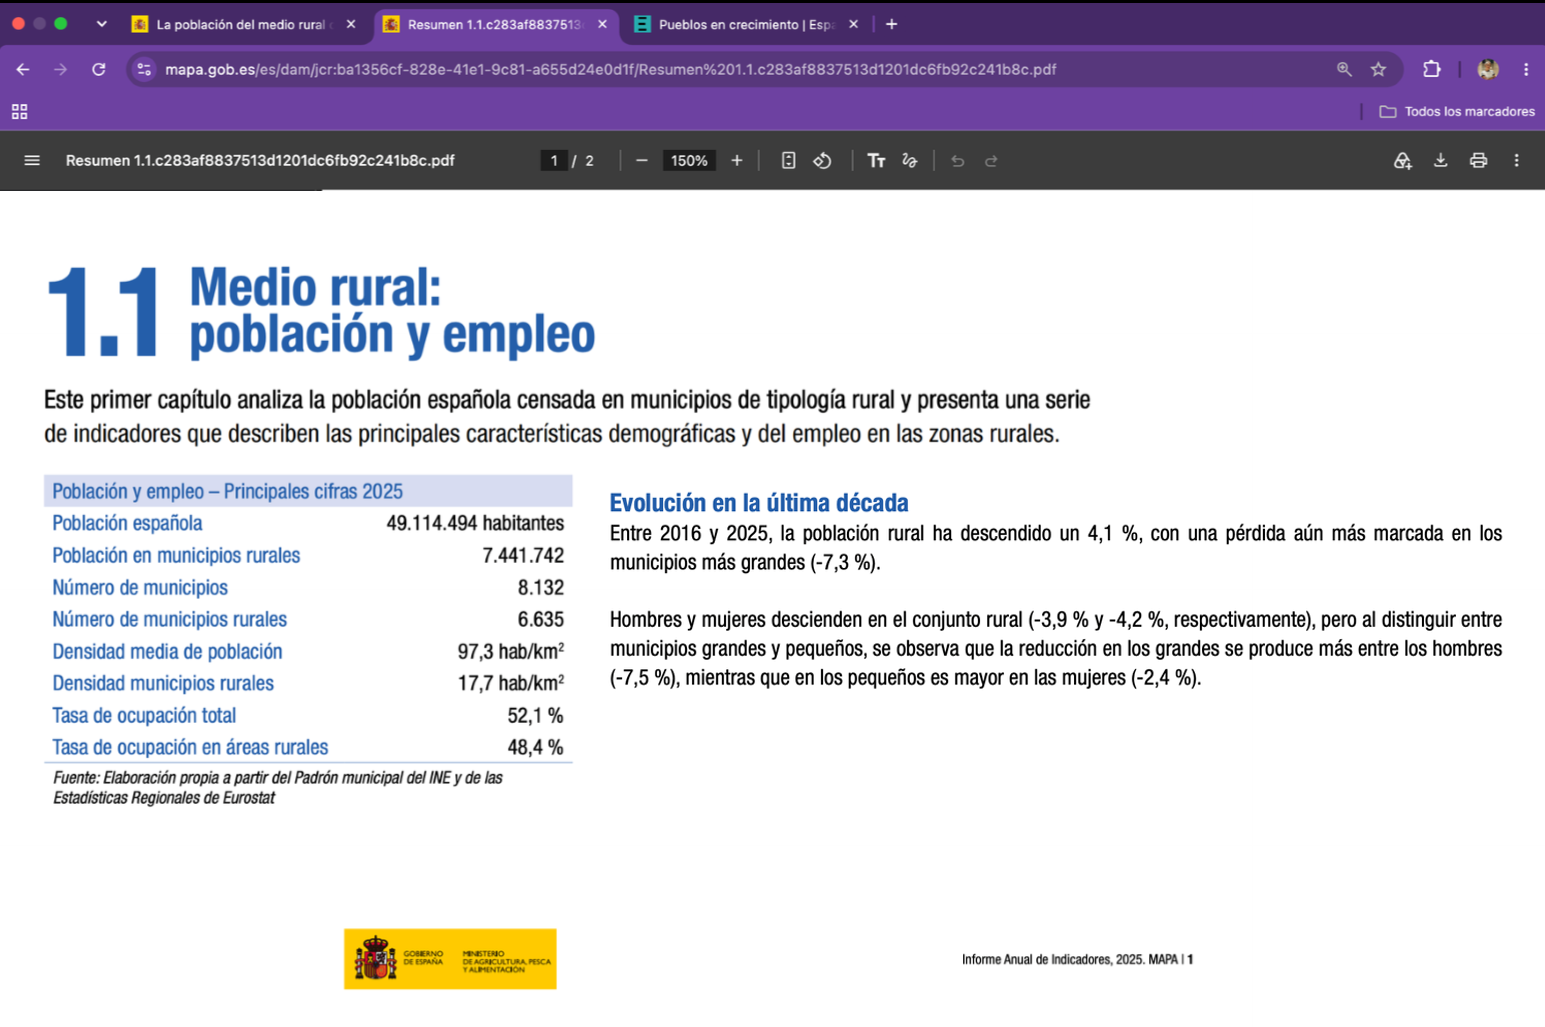 La población del medio rural
Resumen 1.1.c283af8837513
Pueblos en crecimiento | Esp
mapa.gob.es/es/dam/jcr:ba1356cf-828e-41e1-9c81-a655d24e0d1f/Resumen%201.1.c283af8837513d1201dc6fb92c241b8c.pdf
Todos los marcadores
Resumen 1.1.c283af8837513d1201dc6fb92c241b8c.pdf
1 / 2
150%
1.1 Medio rural:
población y empleo
Este primer capítulo analiza la población española censada en municipios de tipología rural y presenta una serie
de indicadores que describen las principales características demográficas y del empleo en las zonas rurales.
Población y empleo – Principales cifras 2025
Población española 49.114.494 habitantes
Población en municipios rurales 7.441.742
Número de municipios 8.132
Número de municipios rurales 6.635
Densidad media de población 97,3 hab/km²
Densidad municipios rurales 17,7 hab/km²
Tasa de ocupación total 52,1 %
Tasa de ocupación en áreas rurales 48,4 %
Fuente: Elaboración propia a partir del Padrón municipal del INE y de las
Estadísticas Regionales de Eurostat
Evolución en la última década
Entre 2016 y 2025, la población rural ha descendido un 4,1 %, con una pérdida aún más marcada en los
municipios más grandes (-7,3 %).
Hombres y mujeres descienden en el conjunto rural (-3,9 % y -4,2 %, respectivamente), pero al distinguir entre
municipios grandes y pequeños, se observa que la reducción en los grandes se produce más entre los hombres
(-7,5 %), mientras que en los pequeños es mayor en las mujeres (-2,4 %).
GOBIERNO
DE ESPAÑA
MINISTERIO
DE AGRICULTURA, PESCA
Y ALIMENTACIÓN
Informe Anual de Indicadores, 2025. MAPA | 1